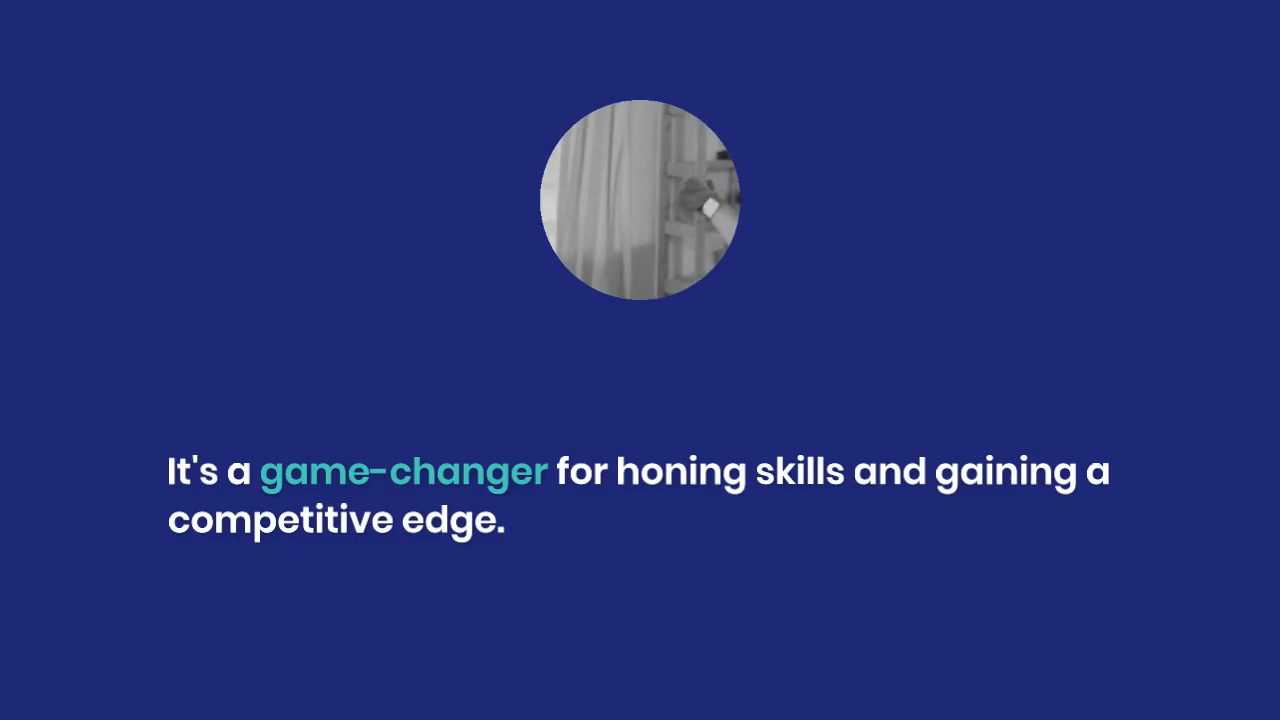 It's a game-changer for honing skills and gaining a
competitive edge.